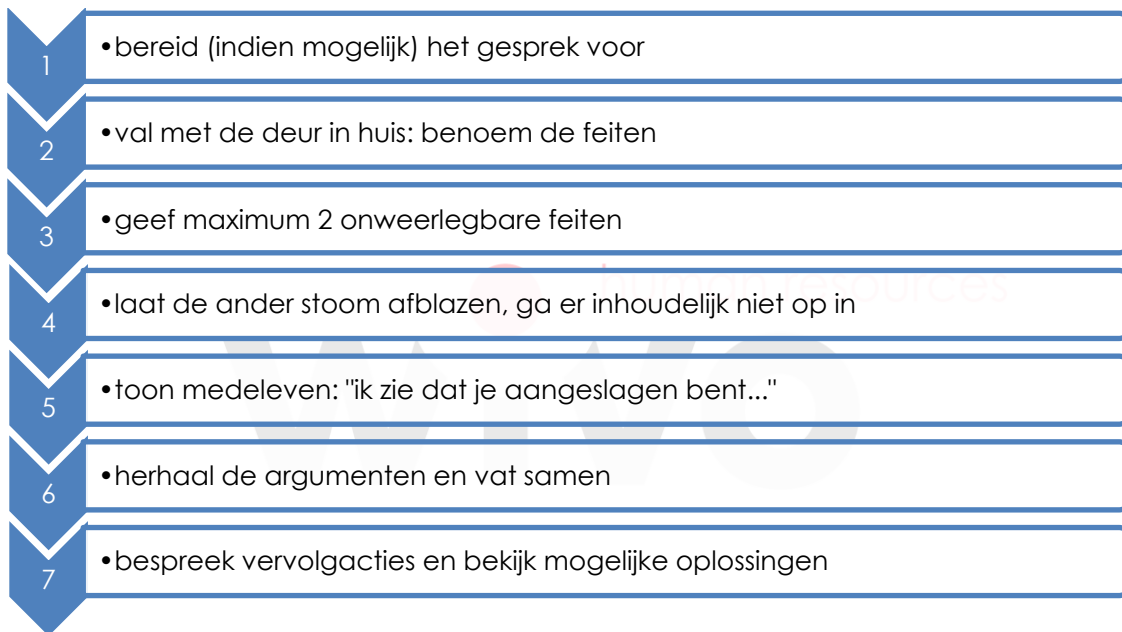 1
•bereid (indien mogelijk) het gesprek voor
2
•val met de deur in huis: benoem de feiten
3
•geef maximum 2 onweerlegbare feiten
human resources
4
•laat de ander stoom afblazen, ga er inhoudelijk niet op in
wivo
5
•toon medeleven: "ik zie dat je aangeslagen bent..."
6
•herhaal de argumenten en vat samen
7
•bespreek vervolgacties en bekijk mogelijke oplossingen